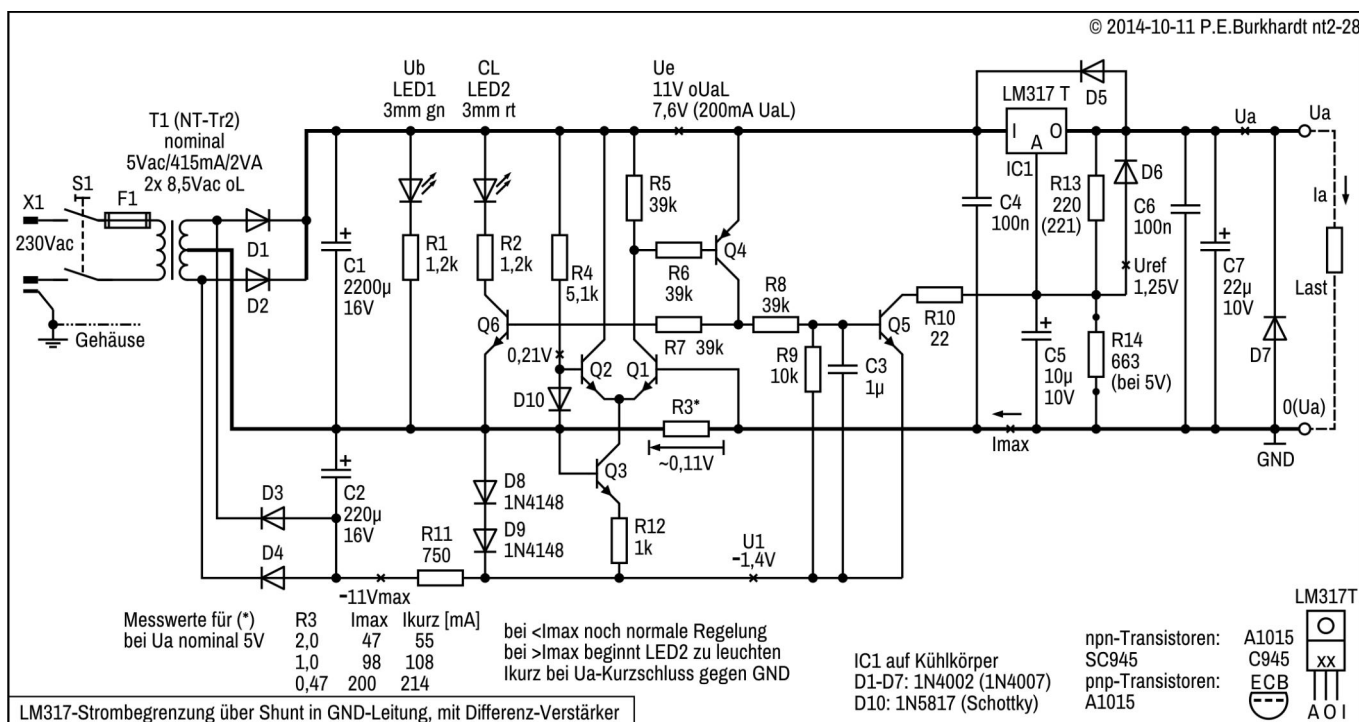 © 2014-10-11 P.E.Burkhardt nt2-28
Ub
LED1
3mm gn
CL
LED2
3mm rt
Ue
11V oUaL
7,6V (200mA UaL)
D5
LM317 T
I
O
A
IC1
Ua
Ua
T1 (NT-Tr2)
nominal
5Vac/415mA/2VA
2x 8,5Vac oL
X1
S1
F1
230Vac
Gehäuse
D1
D2
C1
2200µ
16V
R1
1,2k
R2
1,2k
R4
5,1k
R5
39k
R6
39k
Q4
R8
39k
R7 39k
Q6
0,21V
Q2
Q1
D10
R3*
~0,11V
R9
10k
C3
1µ
Q5
R10
22
C4
100n
R13
220
(221)
D6
C6
100n
Uref
1,25V
C7
22µ
10V
Ia
Last
C5
10µ
10V
R14
663
(bei 5V)
D7
0(Ua)
Imax
GND
Q3
D3
C2
220µ
16V
D4
D8
1N4148
D9
1N4148
R11
750
R12
1k
U1
-1,4V
-11Vmax
Messwerte für (*)
bei Ua nominal 5V
R3 Imax Ikurz [mA]
2,0 47 55
1,0 98 108
0,47 200 214
bei <Imax noch normale Regelung
bei >Imax beginnt LED2 zu leuchten
Ikurz bei Ua-Kurzschluss gegen GND
IC1 auf Kühlkörper
D1-D7: 1N4002 (1N4007)
D10: 1N5817 (Schottky)
npn-Transistoren: A1015
SC945 C945
pnp-Transistoren: ECB
A1015
LM317T
xx
A O I
LM317-Strombegrenzung über Shunt in GND-Leitung, mit Differenz-Verstärker